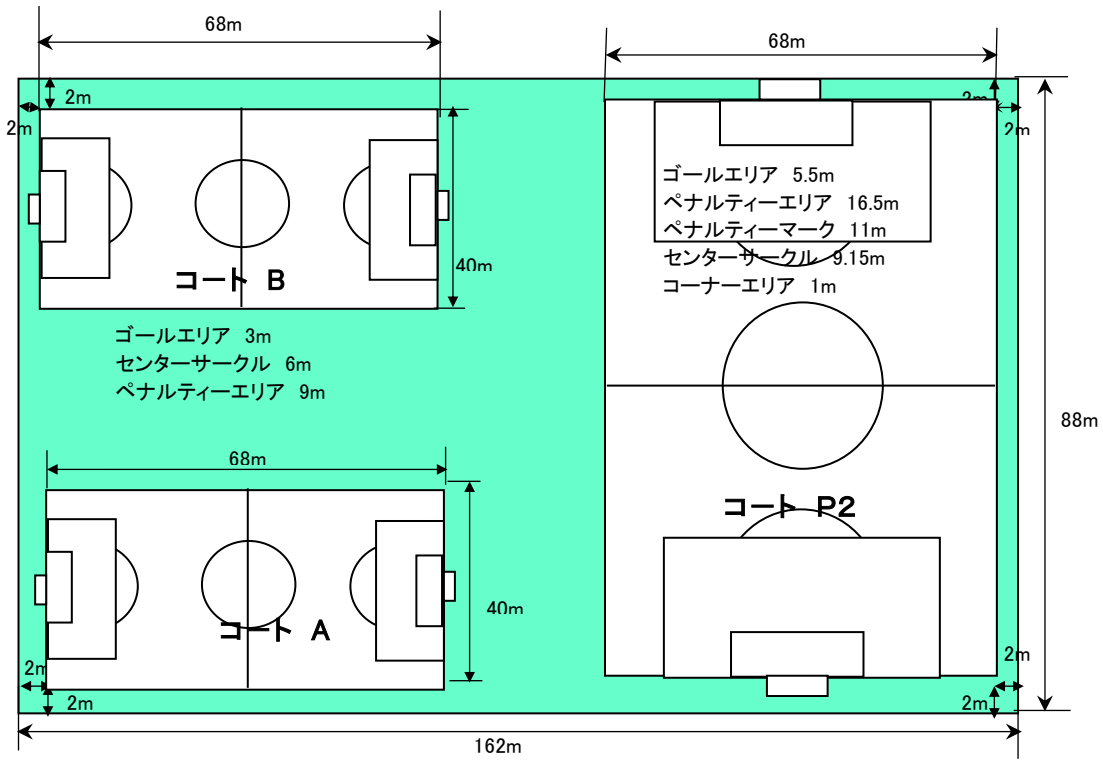 68m
68m
2m
2m
2m
2m
ゴールエリア 5.5m
ペナルティーエリア 16.5m
ペナルティーマーク 11m
センターサークル 9.15m
コーナーエリア 1m
40m
コート B
ゴールエリア 3m
センターサークル 6m
ペナルティーエリア 9m
88m
68m
コート P2
40m
コート A
2m
2m
2m
2m
162m